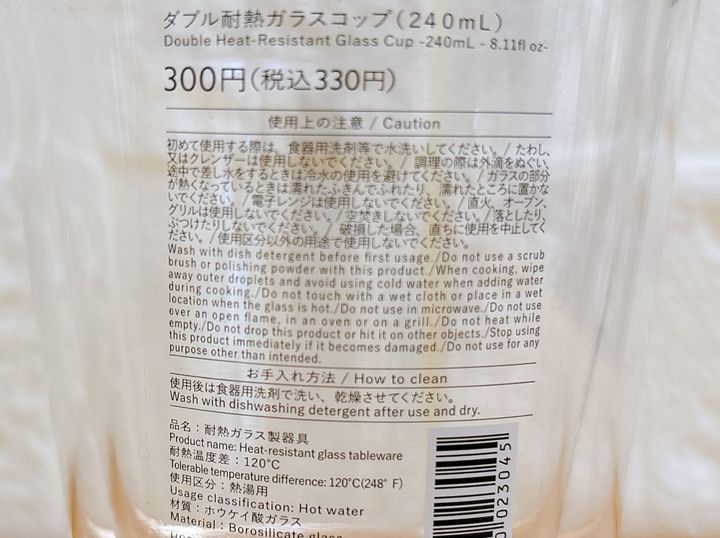 ダブル耐熱ガラスコップ(240mL)
Double Heat-Resistant Glass Cup -240mL - 8.11fl oz-
300円(税込330円)
使用上の注意 / Caution
初めて使用する際は、食器用洗剤等で水洗いしてください。/ たわし、
又はクレンザーは使用しないでください。/ 調理の際は外滴をぬぐい、
途中で差し水をするときは冷水の使用を避けてください。/ ガラスの部分
が熱くなっているときは濡れたふきんでふれたり、濡れたところに置かな
いでください。/ 電子レンジは使用しないでください。/ 直火、オーブン、
グリルは使用しないでください。/ 空焚きしないでください。/ 落としたり、
ぶつけたりしないでください。/ 破損した場合、直ちに使用を中止してく
ださい。/ 使用区分以外の用途で使用しないでください。
Wash with dish detergent before first usage./Do not use a scrub
brush or polishing powder with this product./When cooking, wipe
away outer droplets and avoid using cold water when adding water
during cooking./Do not touch with a wet cloth or place in a wet
location when the glass is hot./Do not use in microwave./Do not use
over an open flame, in an oven or on a grill./Do not heat while
empty./Do not drop this product or hit it on other objects./Stop using
this product immediately if it becomes damaged./Do not use for any
purpose other than intended.
お手入れ方法 / How to clean
使用後は食器用洗剤で洗い、乾燥させてください。
Wash with dishwashing detergent after use and dry.
品名：耐熱ガラス製器具
Product name: Heat-resistant glass tableware
耐熱温度差：120℃
Tolerable temperature difference: 120℃(248°F)
使用区分：熱湯用
Usage classification: Hot water
材質：ホウケイ酸ガラス
Material : Borosilicate glass
0023045